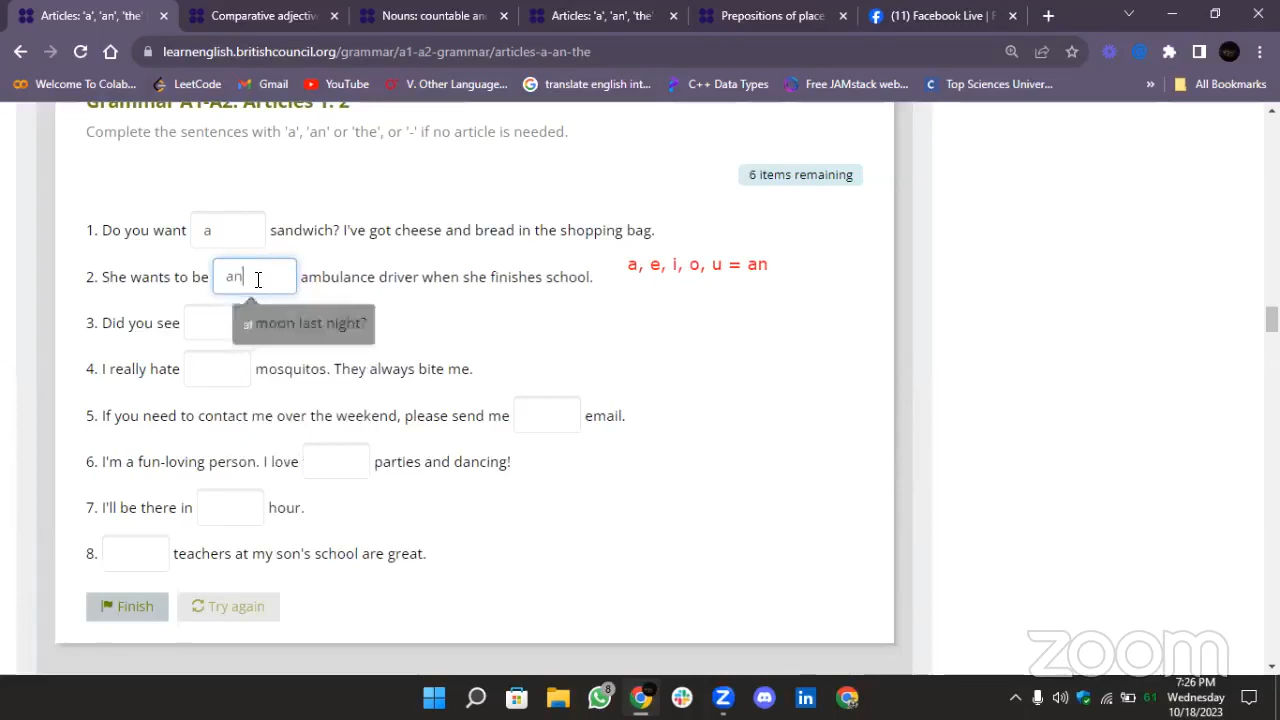 Articles: 'a', 'an', 'the'
Comparative adjectiv
Nouns: countable an
Articles: 'a', 'an', 'the'
Prepositions of place
(11) Facebook Live | F
learnenglish.britishcouncil.org/grammar/a1-a2-grammar/articles-a-an-the
Welcome To Colab...
LeetCode
Gmail
YouTube
V. Other Language...
translate english int...
C++ Data Types
Free JAMstack web...
Top Sciences Univer...
»
All Bookmarks
Grammar A1-A2: Articles 1: 2
Complete the sentences with 'a', 'an' or 'the', or '-' if no article is needed.
6 items remaining
1. Do you want a sandwich? I've got cheese and bread in the shopping bag.
a, e, i, o, u = an
2. She wants to be an ambulance driver when she finishes school.
3. Did you see moon last night?
4. I really hate mosquitos. They always bite me.
5. If you need to contact me over the weekend, please send me email.
6. I'm a fun-loving person. I love parties and dancing!
7. I'll be there in hour.
8. teachers at my son's school are great.
Finish
Try again
zoom
8
61
7:26 PM
Wednesday
10/18/2023